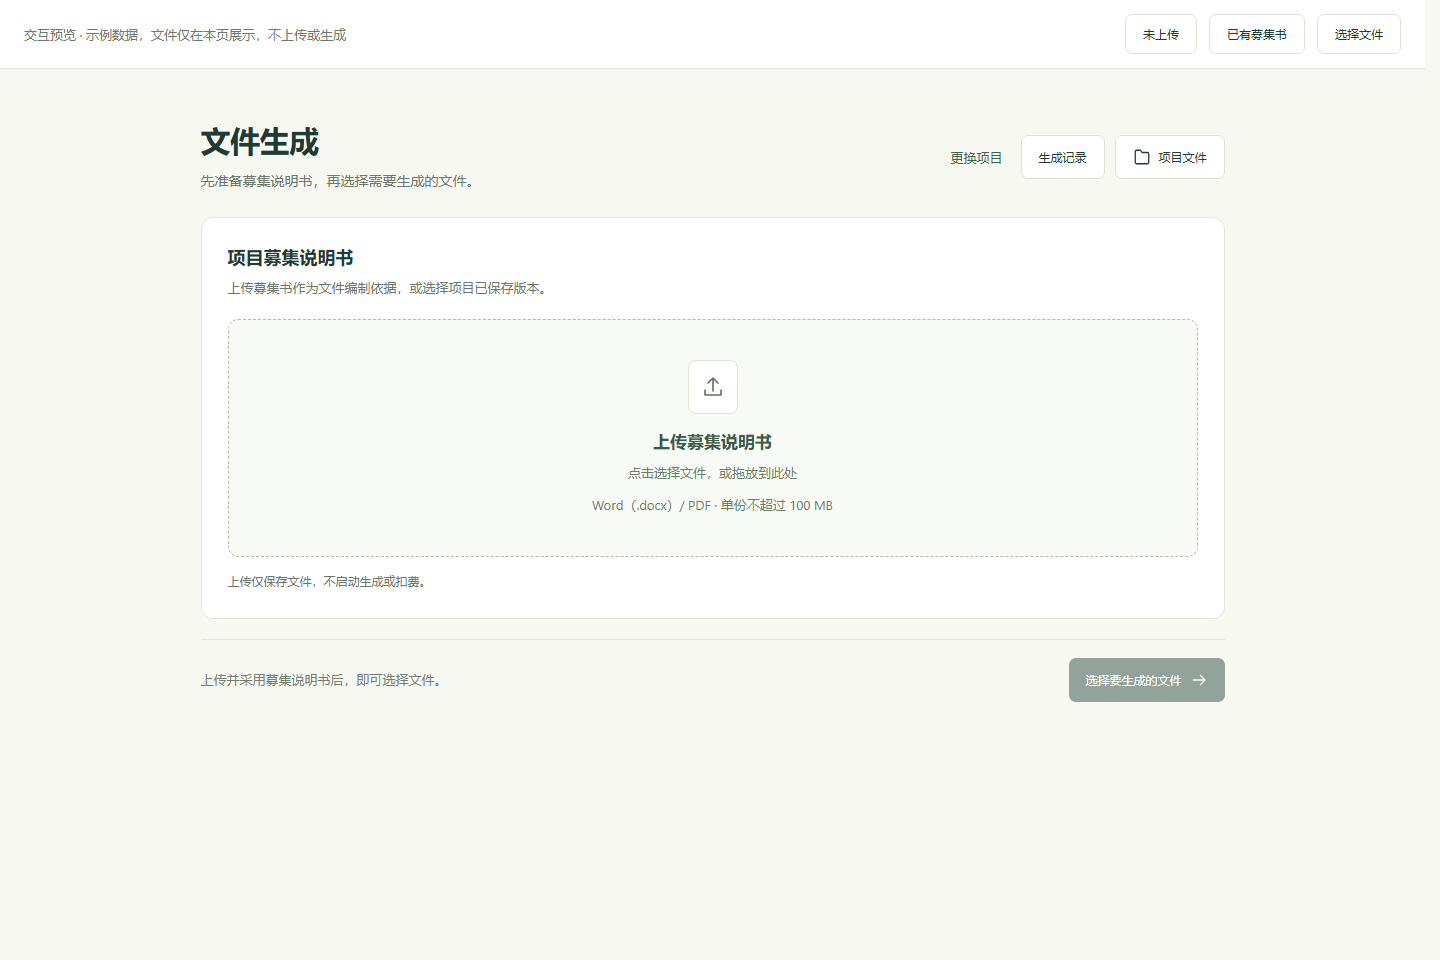 交互预览 · 示例数据，文件仅在本页展示，不上传或生成
未上传
已有募集书
选择文件
文件生成
先准备募集说明书，再选择需要生成的文件。
更换项目
生成记录
项目文件
项目募集说明书
上传募集书作为文件编制依据，或选择项目已保存版本。
上传募集说明书
点击选择文件，或拖放到此处
Word（.docx）/ PDF · 单份不超过 100 MB
上传仅保存文件，不启动生成或扣费。
上传并采用募集说明书后，即可选择文件。
选择要生成的文件